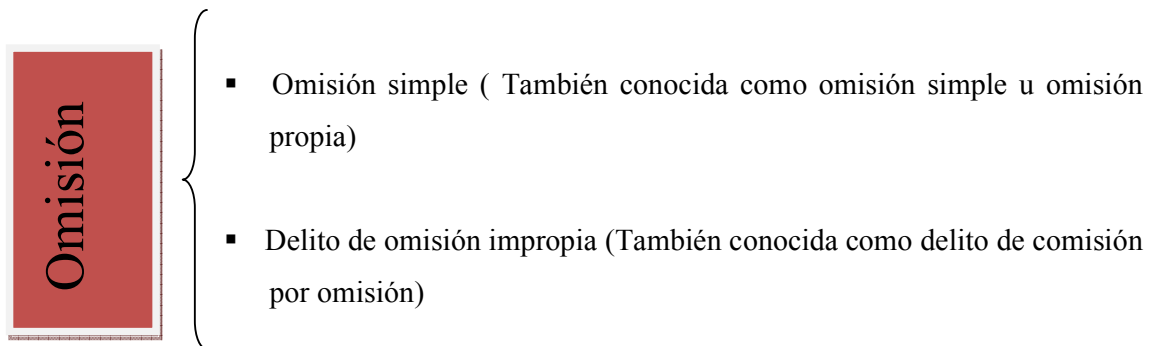 Omisión
▪ Omisión simple ( También conocida como omisión simple u omisión
propia)
▪ Delito de omisión impropia (También conocida como delito de comisión
por omisión)